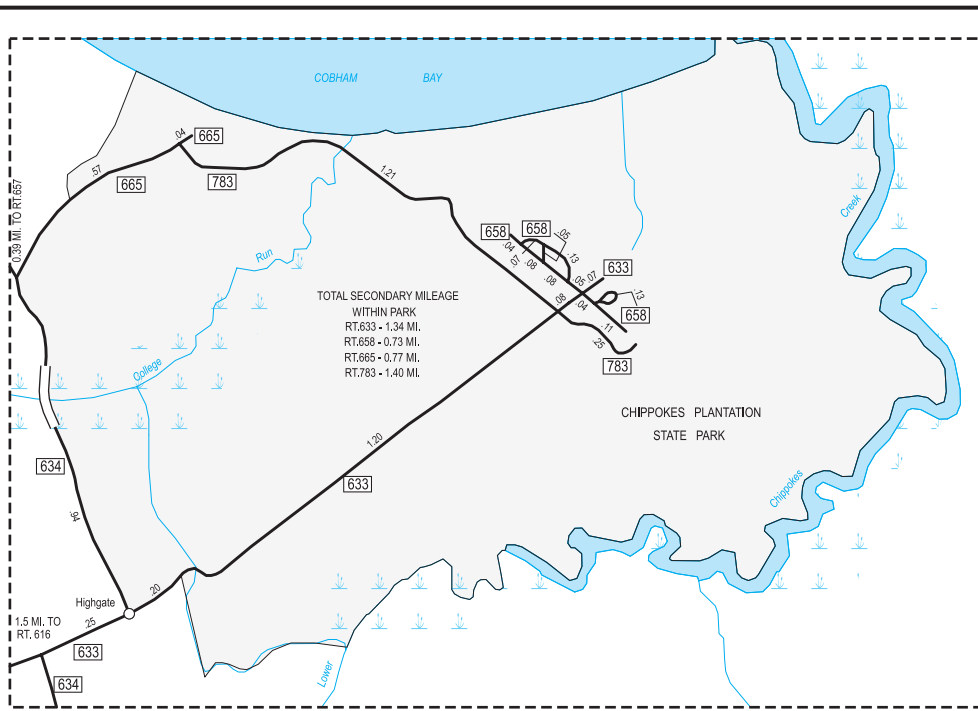 COBHAM BAY
.04
665
.57
665
783
1.21
0.39 MI. TO RT.657
Creek
658
658
.05
.04
.07
.08
.13
.08
.05
.07
633
Run
.13
TOTAL SECONDARY MILEAGE
WITHIN PARK
RT.633 - 1.34 MI.
RT.658 - 0.73 MI.
RT.665 - 0.77 MI.
RT.783 - 1.40 MI.
.08
.04
658
.11
.25
783
College
CHIPPOKES PLANTATION
STATE PARK
1.20
634
633
Chippokes
.94
.20
Highgate
.25
1.5 MI. TO
RT. 616
633
634
Lower